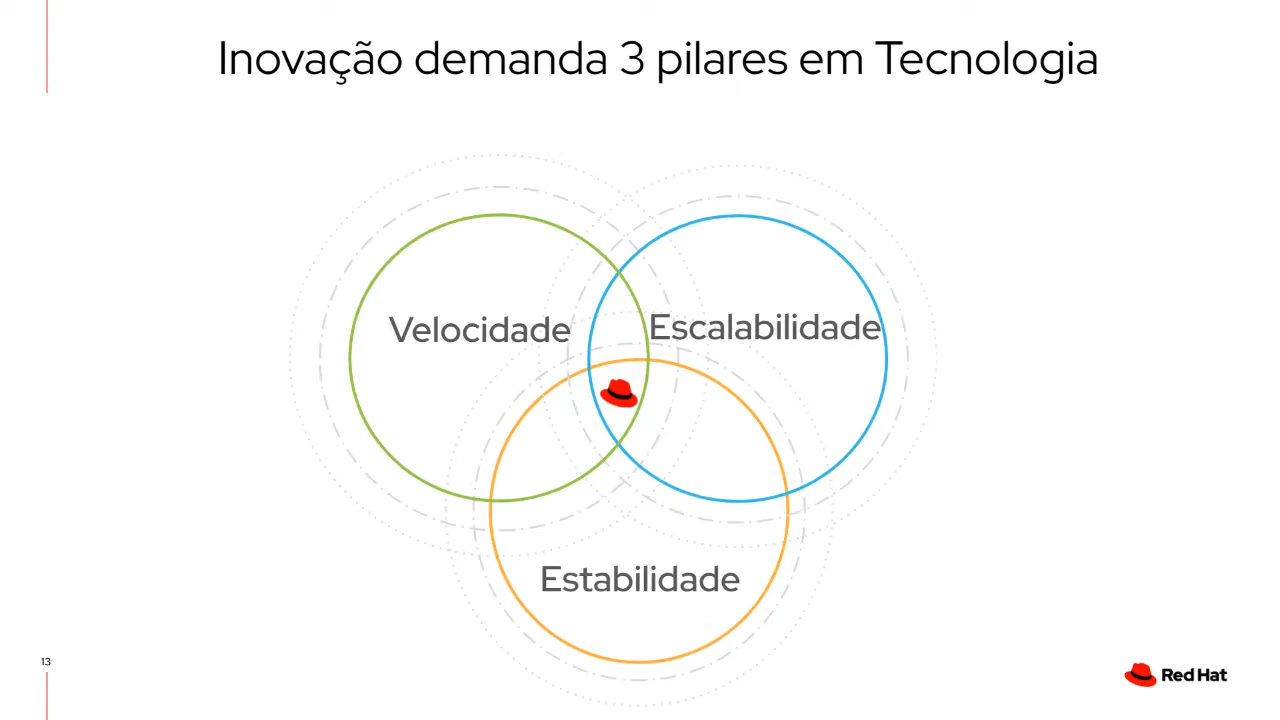 Inovação demanda 3 pilares em Tecnologia
Velocidade
Escalabilidade
Estabilidade
13
Red Hat